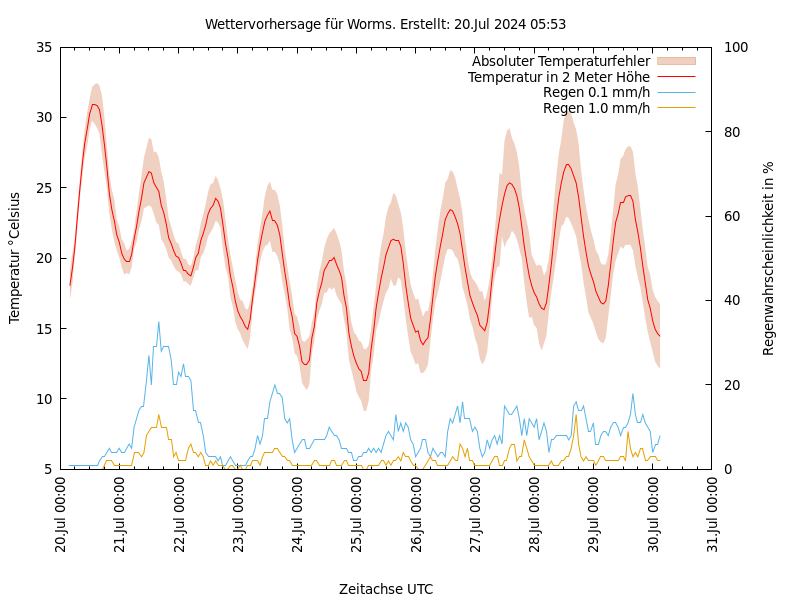 Wettervorhersage für Worms. Erstellt: 20.Jul 2024 05:53
Absoluter Temperaturfehler
Temperatur in 2 Meter Höhe
Regen 0.1 mm/h
Regen 1.0 mm/h
Temperatur °Celsius
35
30
25
20
15
10
5
Regenwahrscheinlichkeit in %
100
80
60
40
20
0
20.Jul 00:00
21.Jul 00:00
22.Jul 00:00
23.Jul 00:00
24.Jul 00:00
25.Jul 00:00
26.Jul 00:00
27.Jul 00:00
28.Jul 00:00
29.Jul 00:00
30.Jul 00:00
31.Jul 00:00
Zeitachse UTC